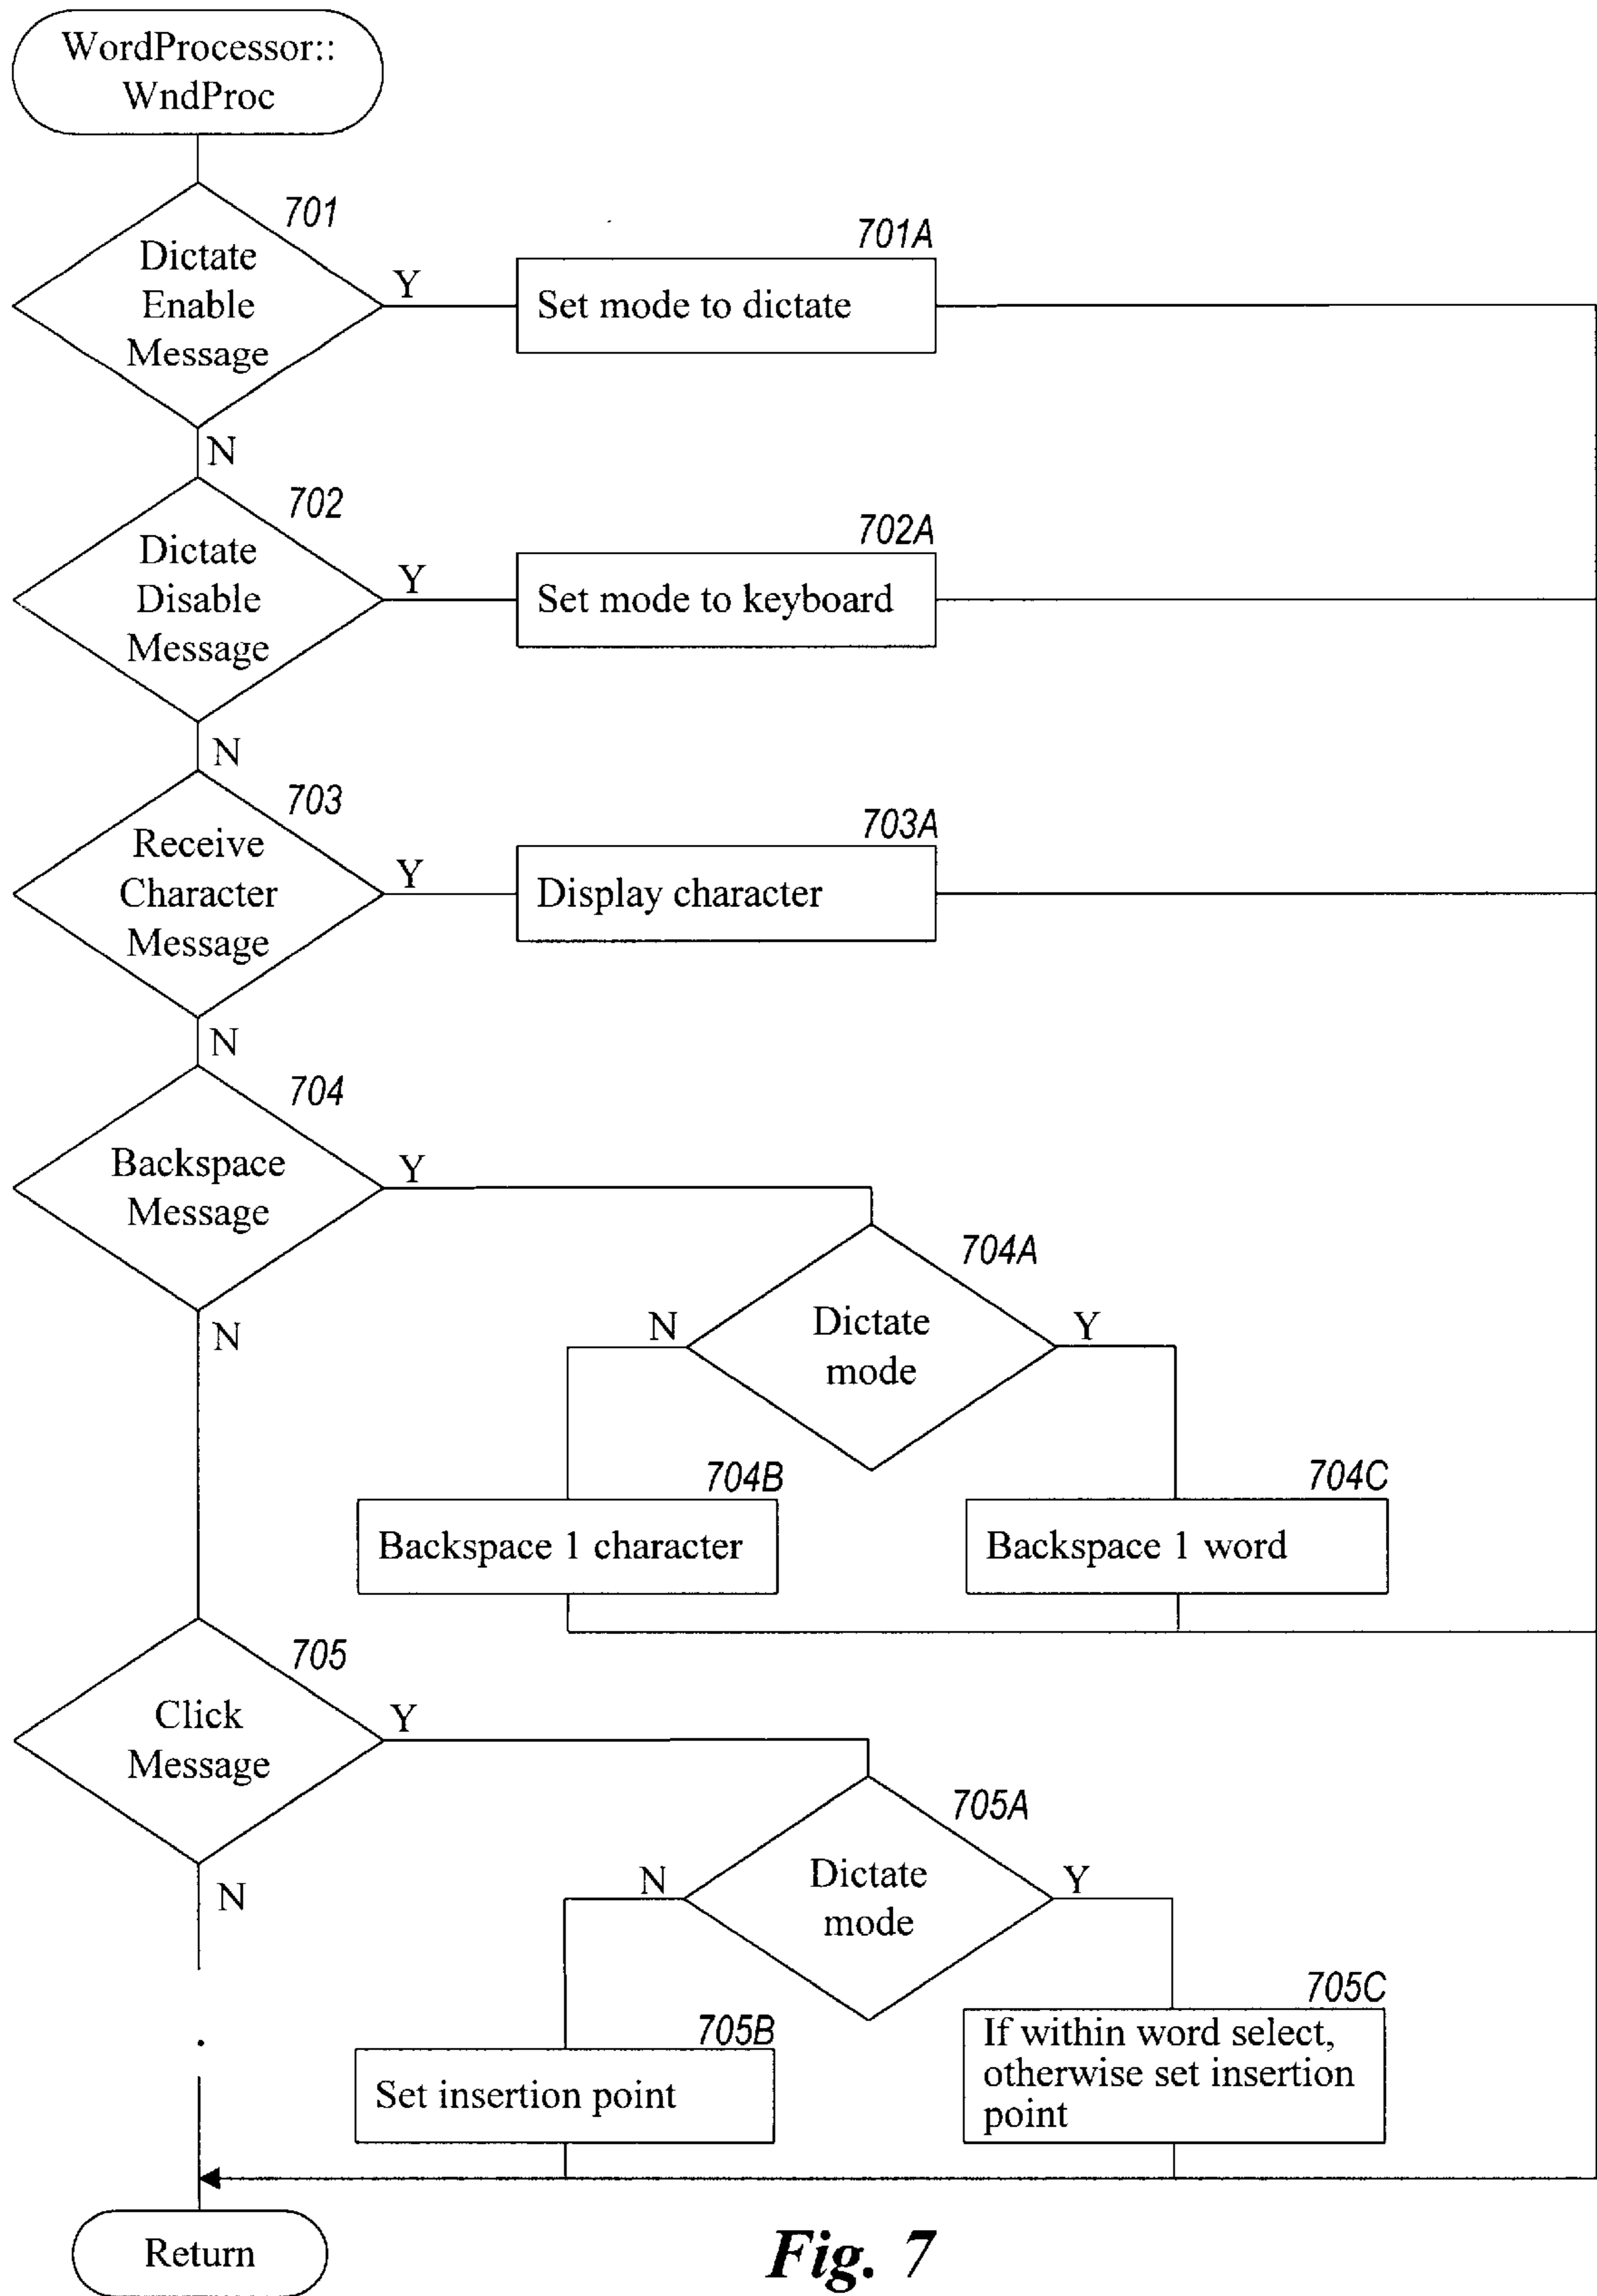 WordProcessor::
WndProc
701
Dictate
Enable
Message
Y
701A
Set mode to dictate
N
702
Dictate
Disable
Message
Y
702A
Set mode to keyboard
N
703
Receive
Character
Message
Y
703A
Display character
N
704
Backspace
Message
Y
704A
Dictate
mode
N
Y
N
704B
Backspace 1 character
704C
Backspace 1 word
705
Click
Message
Y
705A
Dictate
mode
N
Y
N
705B
Set insertion point
705C
If within word select,
otherwise set insertion
point
Return
Fig. 7